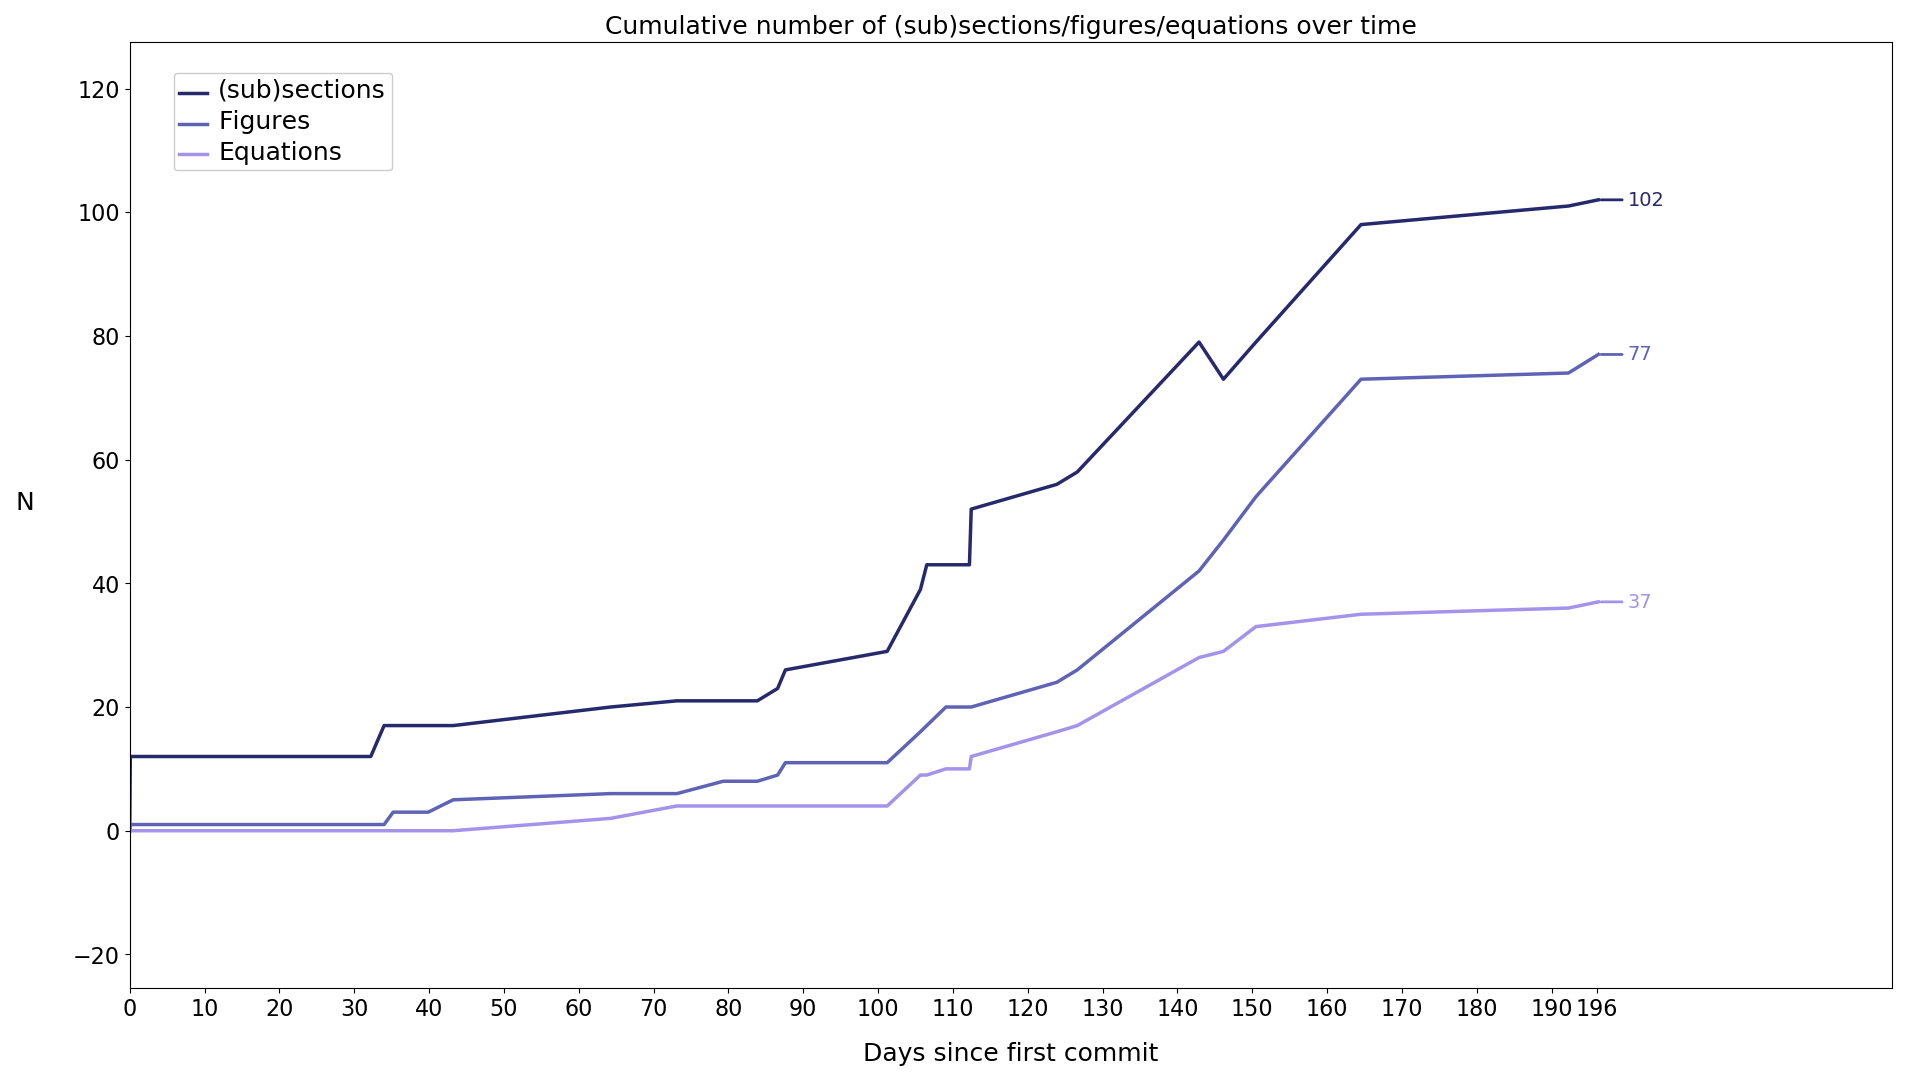 Cumulative number of (sub)sections/figures/equations over time
(sub)sections
Figures
Equations
120
100
80
60
40
20
0
−20
N
102
77
37
0 10 20 30 40 50 60 70 80 90 100 110 120 130 140 150 160 170 180 190 196
Days since first commit